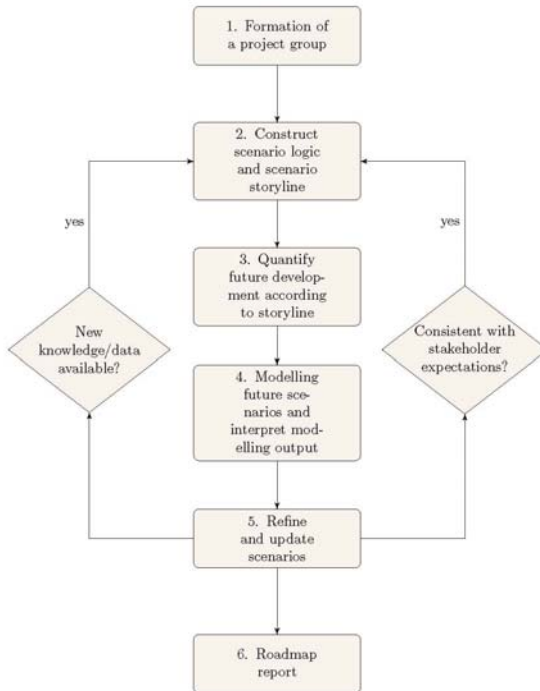 1. Formation of
a project group
2. Construct
scenario logic
and scenario
storyline
yes
yes
3. Quantify
future develop-
ment according
to storyline
New
knowledge/data
available?
Consistent with
stakeholder
expectations?
4. Modelling
future sce-
narios and
interpret mod-
elling output
5. Refine
and update
scenarios
6. Roadmap
report